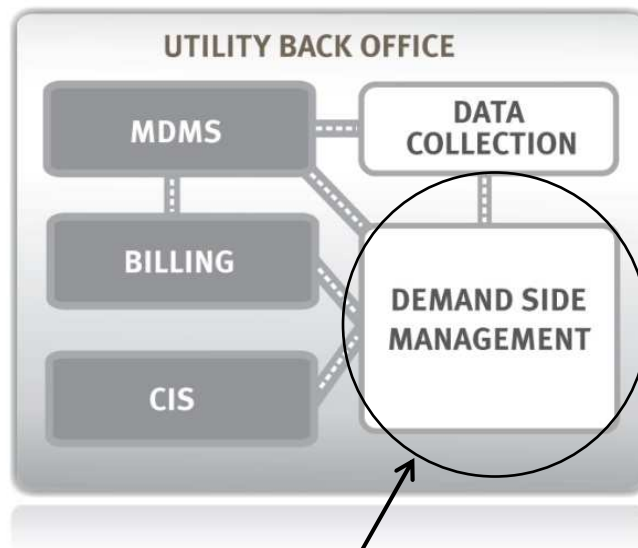 UTILITY BACK OFFICE
MDMS
DATA
COLLECTION
BILLING
DEMAND SIDE
MANAGEMENT
CIS